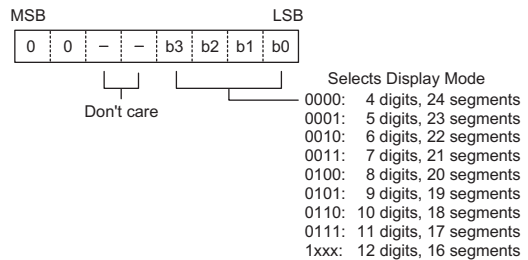 MSB LSB
0 0 – – b3 b2 b1 b0
Don't care
Selects Display Mode
0000: 4 digits, 24 segments
0001: 5 digits, 23 segments
0010: 6 digits, 22 segments
0011: 7 digits, 21 segments
0100: 8 digits, 20 segments
0101: 9 digits, 19 segments
0110: 10 digits, 18 segments
0111: 11 digits, 17 segments
1xxx: 12 digits, 16 segments